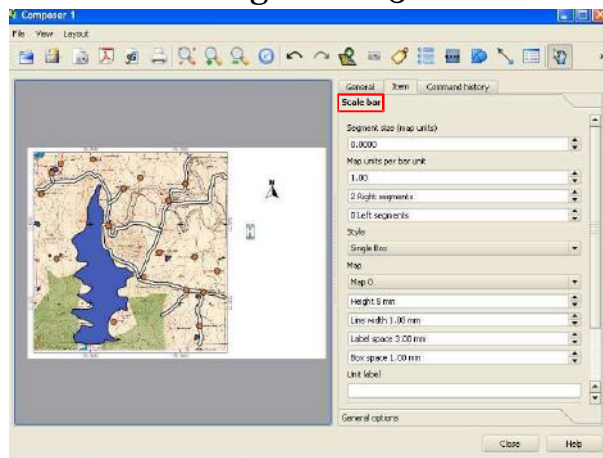 Composer 1
File View Layout
General Item Command history
Scale bar
Segment size (map units)
0.0000
Map units per bar unit
1.00
2 Right segments
0 Left segments
Style
Single Box
Map
Map 0
Height 5 mm
Line width 1.00 mm
Label space 3.00 mm
Box space 1.00 mm
Unit label
General options
Close Help
N